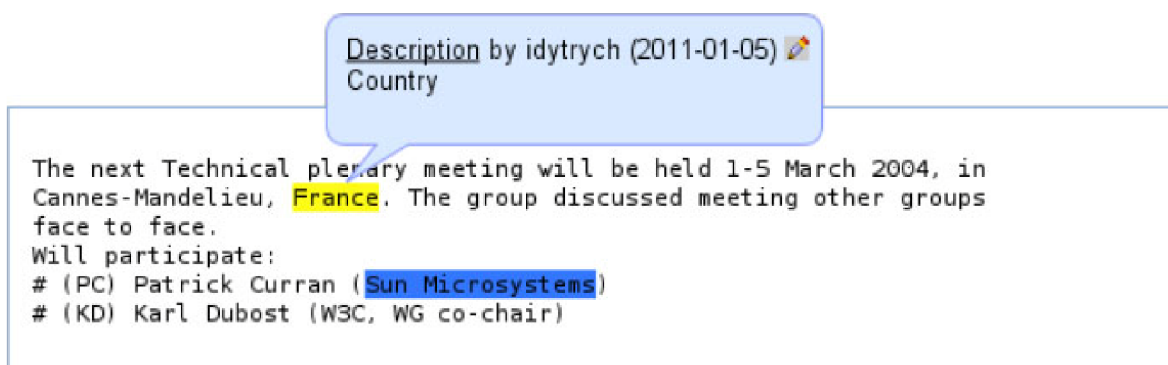 Description by idytrych (2011-01-05)
Country
The next Technical plenary meeting will be held 1-5 March 2004, in
Cannes-Mandelieu, France. The group discussed meeting other groups
face to face.
Will participate:
# (PC) Patrick Curran (Sun Microsystems)
# (KD) Karl Dubost (W3C, WG co-chair)